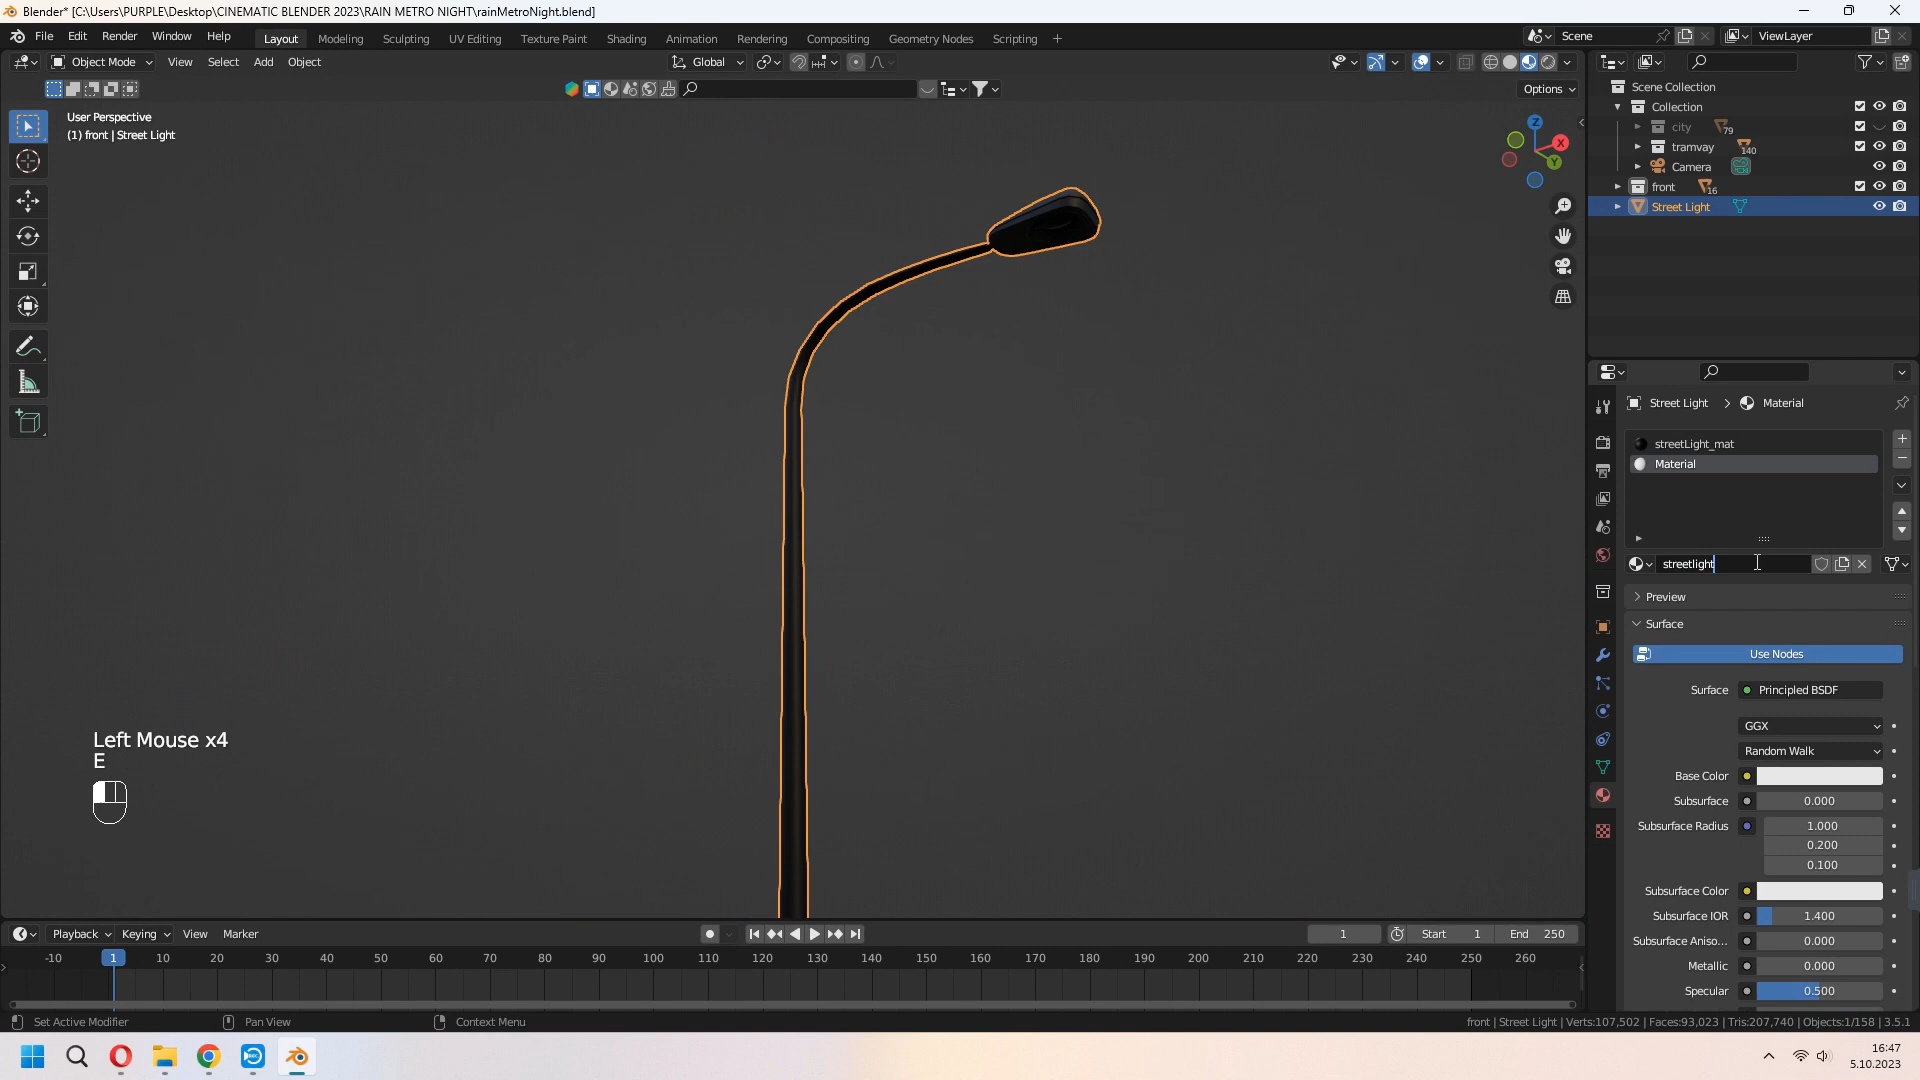 Blender* [C:\Users\PURPLE\Desktop\CINEMATIC BLENDER 2023\RAIN METRO NIGHT\rainMetroNight.blend]
File Edit Render Window Help Layout Modeling Sculpting UV Editing Texture Paint Shading Animation Rendering Compositing Geometry Nodes Scripting + Scene ViewLayer
Object Mode View Select Add Object Global
Options
User Perspective
(1) front | Street Light
Z
X
Y
Scene Collection
Collection
city 79
tramvay 140
Camera
front 16
Street Light
Street Light > Material
streetLight_mat
Material
streetlight
Preview
Surface
Use Nodes
Surface Principled BSDF
GGX
Random Walk
Base Color
Subsurface 0.000
Subsurface Radius 1.000
0.200
0.100
Subsurface Color
Subsurface IOR 1.400
Subsurface Aniso... 0.000
Metallic 0.000
Specular 0.500
Left Mouse x4
E
Playback Keying View Marker 1 Start 1 End 250
-10 1 10 20 30 40 50 60 70 80 90 100 110 120 130 140 150 160 170 180 190 200 210 220 230 240 250 260
Set Active Modifier Pan View Context Menu front | Street Light | Verts:107,502 | Faces:93,023 | Tris:207,740 | Objects:1/158 | 3.5.1
16:47
5.10.2023